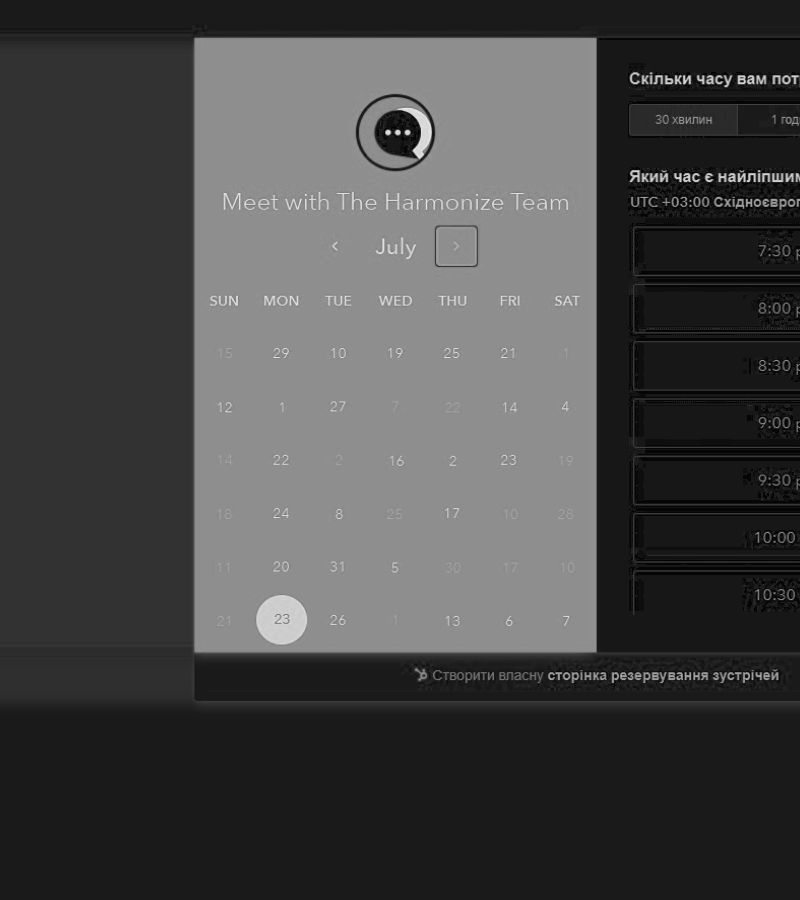 Meet with The Harmonize Team
July
SUN MON TUE WED THU FRI SAT
15 29 10 19 25 21 1
12 1 27 7 22 14 4
14 22 2 16 2 23 19
18 24 8 25 17 10 28
11 20 31 5 30 17 10
21 23 26 1 13 6 7
Скільки часу вам
30 хвилин 1
Який час є
UTC +03:00
7:30
8:00
8:30
9:00
9:30
10:00
10:30
Створити власну сторінка резервування зустрічей